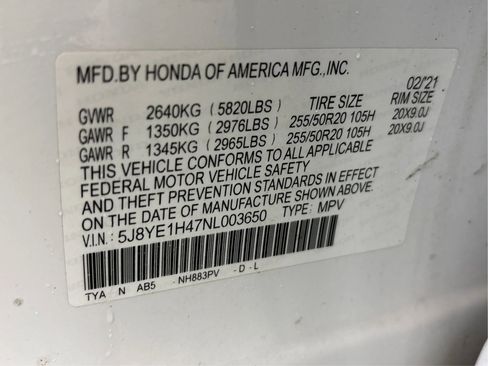 MFD.BY HONDA OF AMERICA MFG.,INC. 02/'21
GVWR 2640KG ( 5820LBS ) TIRE SIZE RIM SIZE
GAWR F 1350KG ( 2976LBS ) 255/50R20 105H 20X9.0J
GAWR R 1345KG ( 2965LBS ) 255/50R20 105H 20X9.0J
THIS VEHICLE CONFORMS TO ALL APPLICABLE
FEDERAL MOTOR VEHICLE SAFETY
AND THEFT PREVENTION STANDARDS IN EFFECT
ON THE DATE OF MANUFACTURE SHOWN ABOVE.
V.I.N.: 5J8YE1H47NL003650 TYPE: MPV
TYA N AB5 - NH883PV - D - L